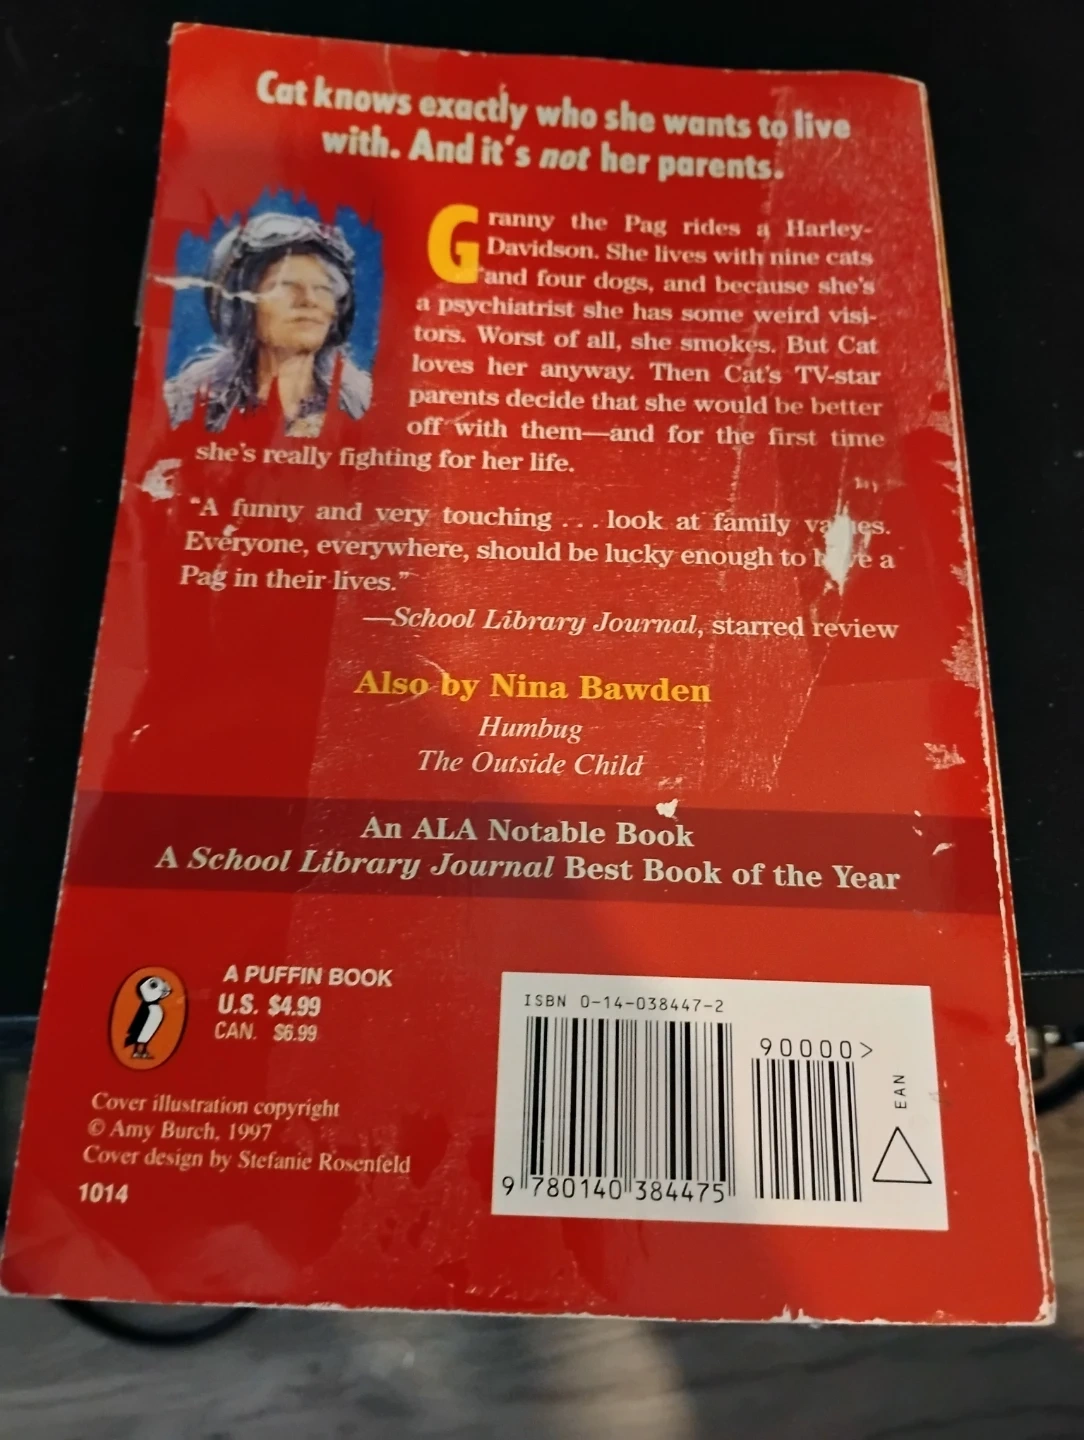 Cat knows exactly who she wants to live
with. And it's not her parents.
Granny the Pag rides a Harley-
Davidson. She lives with nine cats
and four dogs, and because she's
a psychiatrist she has some weird visi-
tors. Worst of all, she smokes. But Cat
loves her anyway. Then Cat's TV-star
parents decide that she would be better
off with them—and for the first time
she's really fighting for her life.
"A funny and very touching . . . look at family values.
Everyone, everywhere, should be lucky enough to have a
Pag in their lives."
—School Library Journal, starred review
Also by Nina Bawden
Humbug
The Outside Child
An ALA Notable Book
A School Library Journal Best Book of the Year
A PUFFIN BOOK
U.S. $4.99
CAN. $6.99
Cover illustration copyright
© Amy Burch, 1997
Cover design by Stefanie Rosenfeld
1014
ISBN 0-14-038447-2
90000>
EAN
9 780140 384475